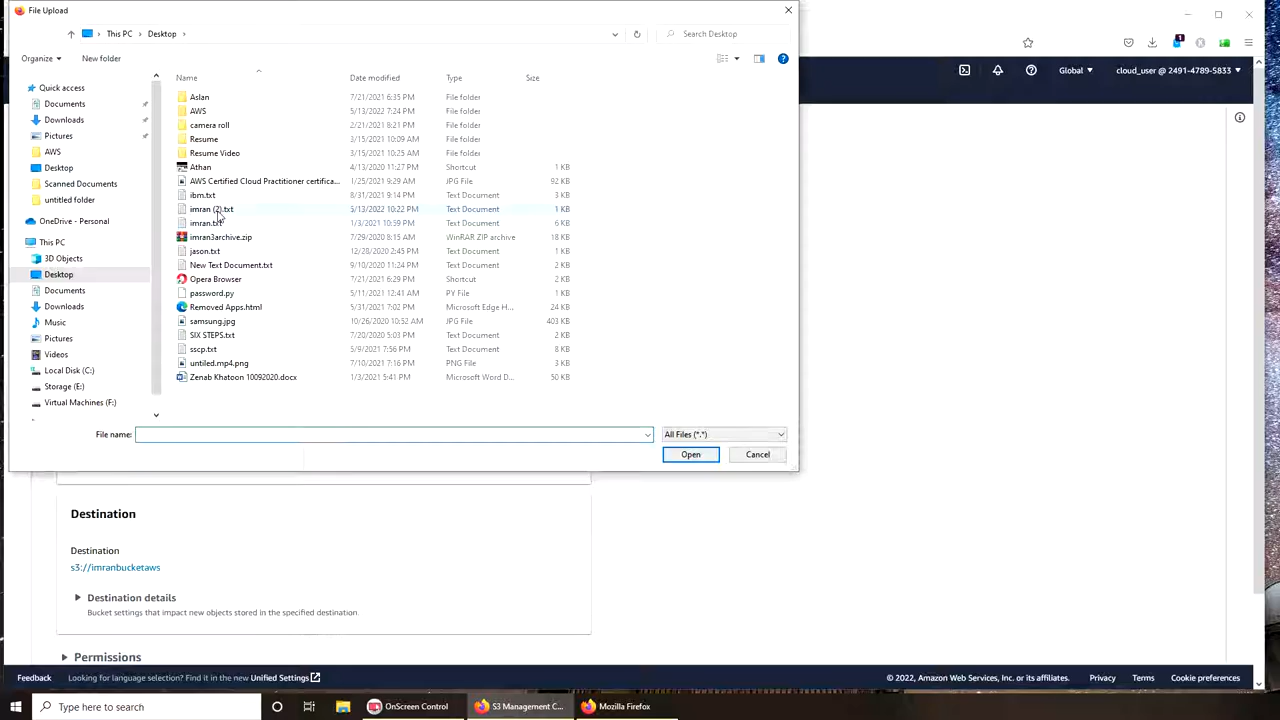 File Upload
This PC > Desktop >
Search Desktop
Organize
New folder
Name
Date modified
Type
Size
Quick access
Documents
Downloads
Pictures
AWS
Desktop
Scanned Documents
untitled folder
OneDrive - Personal
This PC
3D Objects
Desktop
Documents
Downloads
Music
Pictures
Videos
Local Disk (C:)
Storage (E:)
Virtual Machines (F:)
Aslan 7/21/2021 6:35 PM File folder
AWS 5/13/2022 7:24 PM File folder
camera roll 2/21/2021 8:21 PM File folder
Resume 3/15/2021 10:09 AM File folder
Resume Video 3/15/2021 10:25 AM File folder
Athan 4/13/2020 11:27 PM Shortcut 1 KB
AWS Certified Cloud Practitioner certifica... 1/25/2021 9:29 AM JPG File 92 KB
ibm.txt 8/31/2021 9:14 PM Text Document 3 KB
imran (2).txt 5/13/2022 10:22 PM Text Document 1 KB
imran.txt 1/3/2021 10:59 PM Text Document 6 KB
imran3archive.zip 7/29/2020 8:15 AM WinRAR ZIP archive 18 KB
jason.txt 12/28/2020 2:45 PM Text Document 1 KB
New Text Document.txt 9/10/2020 11:24 PM Text Document 2 KB
Opera Browser 7/21/2021 6:29 PM Shortcut 2 KB
password.py 5/11/2021 12:41 AM PY File 1 KB
Removed Apps.html 5/31/2021 7:02 PM Microsoft Edge H... 24 KB
samsung.jpg 10/26/2020 10:52 AM JPG File 403 KB
SIX STEPS.txt 7/20/2020 5:03 PM Text Document 2 KB
sscp.txt 5/9/2021 7:56 PM Text Document 8 KB
untiled.mp4.png 7/10/2021 7:16 PM PNG File 3 KB
Zenab Khatoon 10092020.docx 1/3/2021 5:41 PM Microsoft Word D... 50 KB
File name:
All Files (*.*)
Open
Cancel
1
Global
cloud_user @ 2491-4789-5833
Destination
Destination
s3://imranbucketaws
Destination details
Bucket settings that impact new objects stored in the specified destination.
Permissions
Feedback
Looking for language selection? Find it in the new Unified Settings
© 2022, Amazon Web Services, Inc. or its affiliates.
Privacy
Terms
Cookie preferences
Type here to search
OnScreen Control
S3 Management C...
Mozilla Firefox